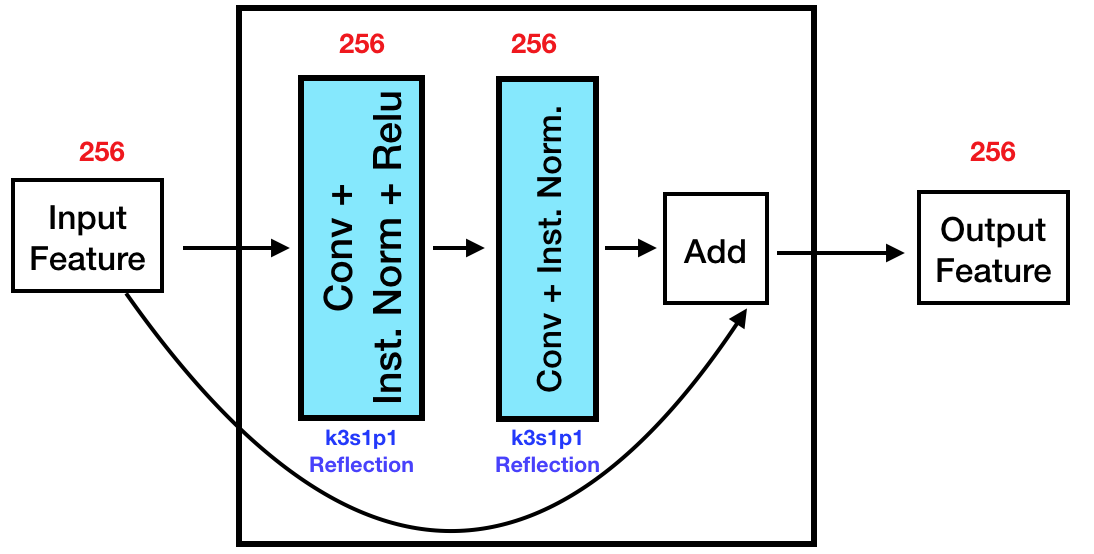 256
Input
Feature
256
Conv +
Inst. Norm + Relu
k3s1p1
Reflection
256
Conv + Inst. Norm.
k3s1p1
Reflection
Add
256
Output
Feature